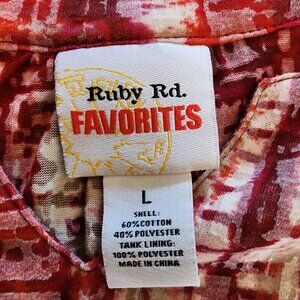 Ruby Rd.
FAVORITES
L
SHELL:
60%COTTON
40% POLYESTER
TANK LINING:
100% POLYESTER
MADE IN CHINA